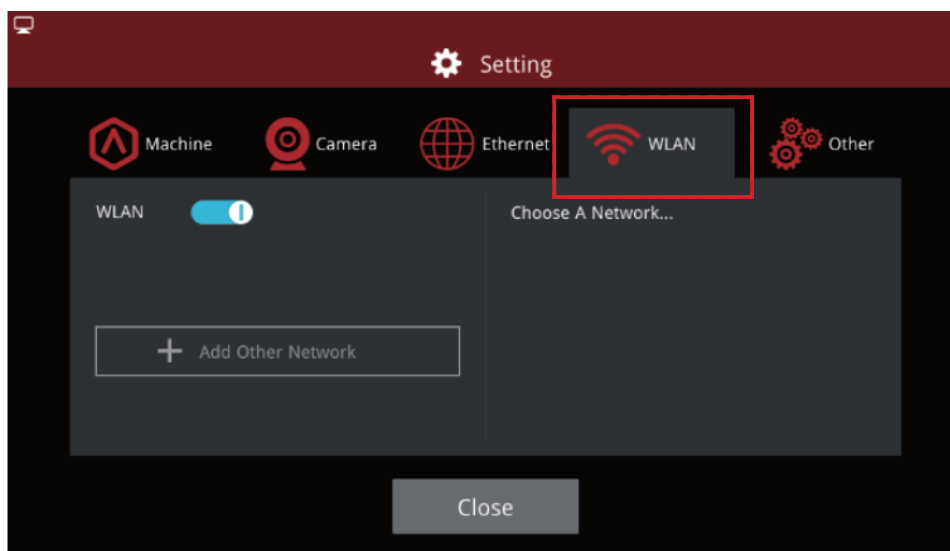 Setting
Machine Camera Ethernet WLAN Other
WLAN Choose A Network...
Add Other Network
Close